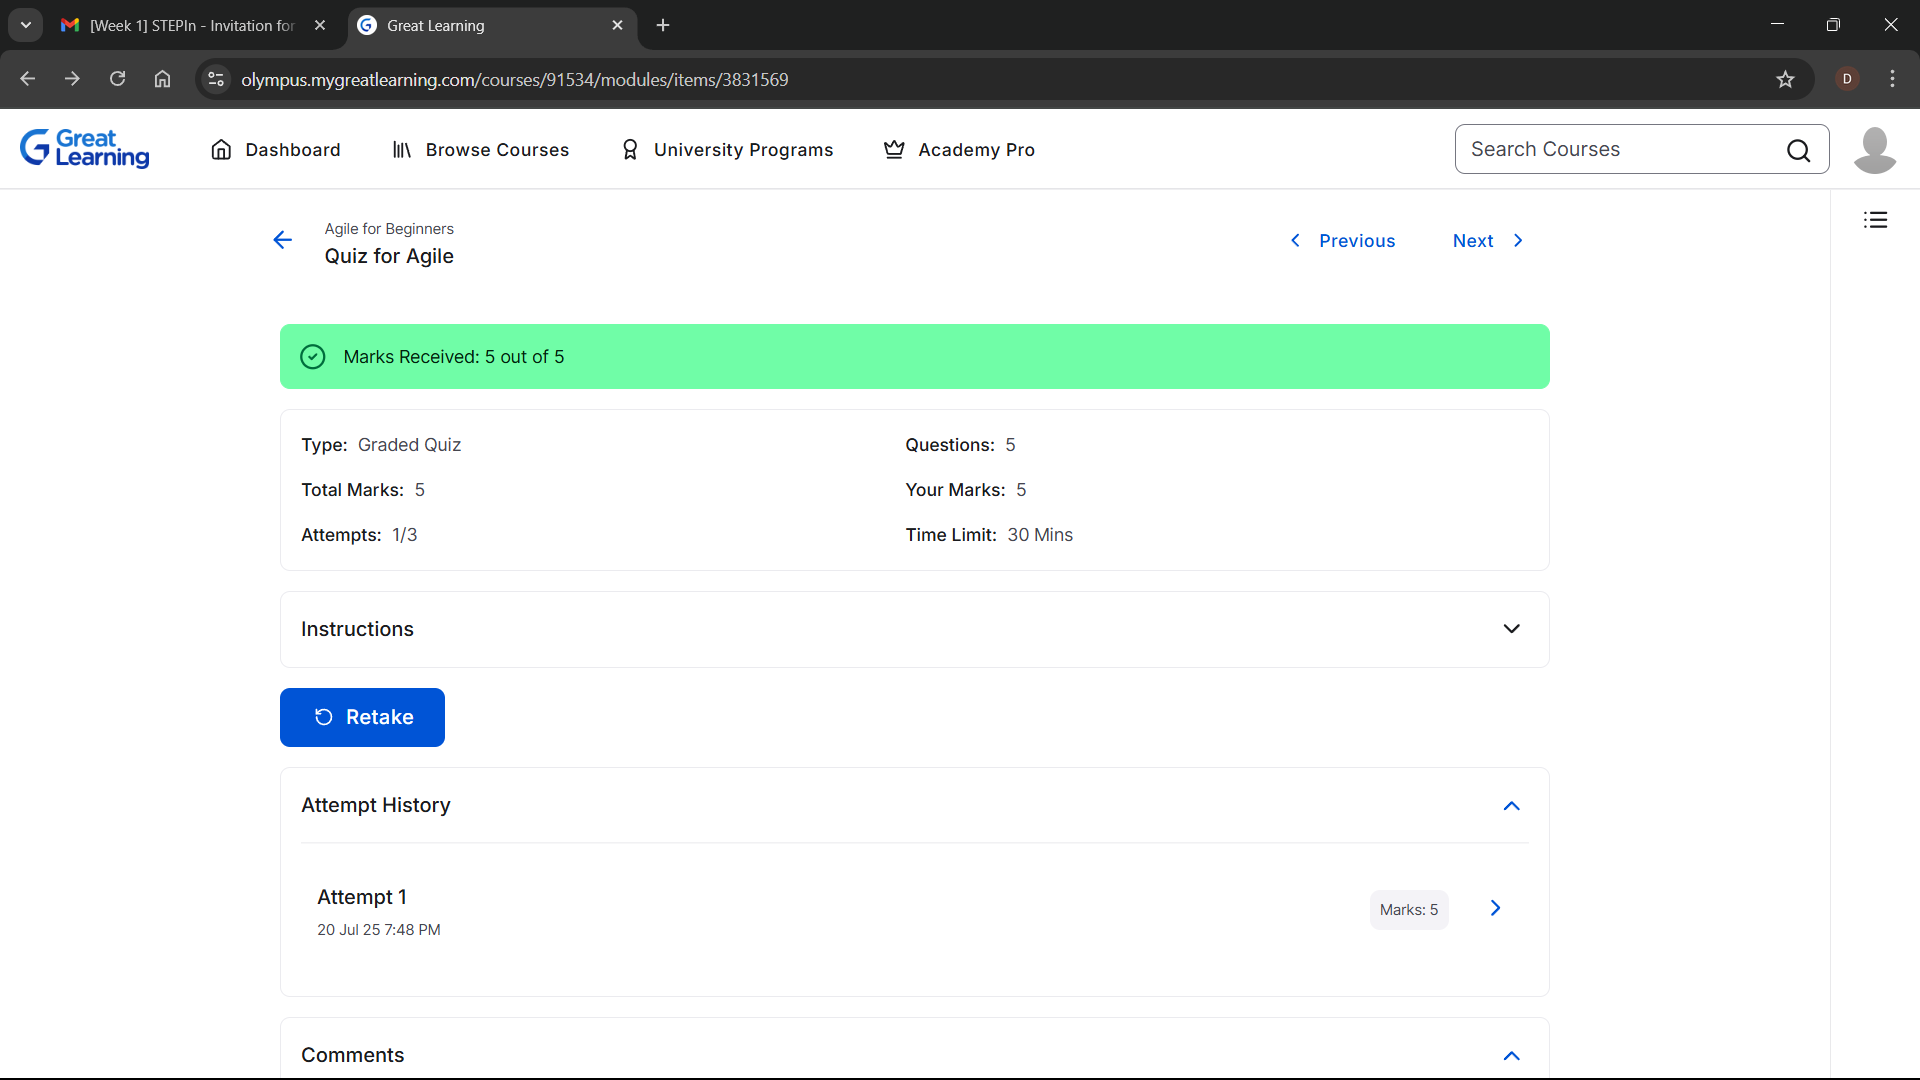 [Week 1] STEPIn - Invitation for
Great Learning
olympus.mygreatlearning.com/courses/91534/modules/items/3831569
D
Great
Learning
Dashboard
Browse Courses
University Programs
Academy Pro
Search Courses
Agile for Beginners
Quiz for Agile
Previous
Next
Marks Received: 5 out of 5
Type: Graded Quiz
Questions: 5
Total Marks: 5
Your Marks: 5
Attempts: 1/3
Time Limit: 30 Mins
Instructions
Retake
Attempt History
Attempt 1
Marks: 5
20 Jul 25 7:48 PM
Comments